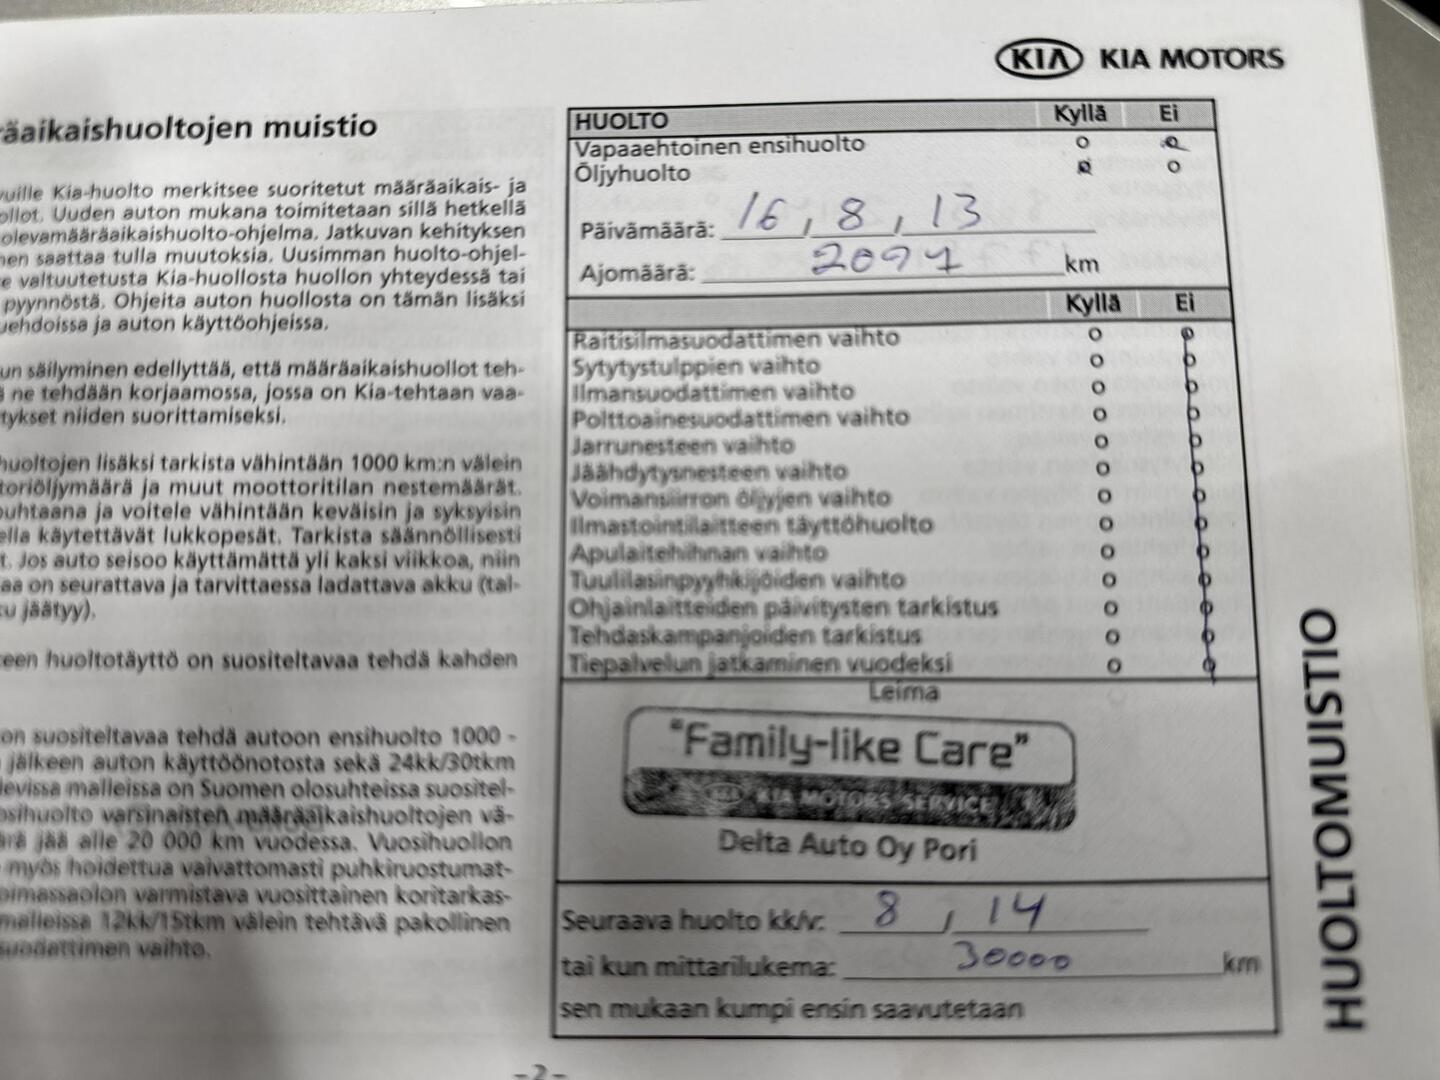 KIA KIA MOTORS
räaikaishuoltojen muistio
Kia-huolto merkitsee suoritetut määräaikais- ja
Uuden auton mukana toimitetaan sillä hetkellä
olevamääräaikaishuolto-ohjelma. Jatkuvan kehityksen
saattaa tulla muutoksia. Uusimman huolto-ohjel-
valtuutetusta Kia-huollosta huollon yhteydessä tai
pyynnöstä. Ohjeita auton huollosta on tämän lisäksi
uehdoissa ja auton käyttöohjeissa.
un säilyminen edellyttää, että määräaikaishuollot teh-
ne tehdään korjaamossa, jossa on Kia-tehtaan vaa-
tykset niiden suorittamiseksi.
huoltojen lisäksi tarkista vähintään 1000 km:n välein
toriöljymäärä ja muut moottoritilan nestemäärät.
puhtaana ja voitele vähintään keväisin ja syksyisin
ella käytettävät lukkopesät. Tarkista säännöllisesti
t. Jos auto seisoo käyttämättä yli kaksi viikkoa, niin
aa on seurattava ja tarvittaessa ladattava akku (tal-
ku jäätyy).
teen huoltotäyttö on suositeltavaa tehdä kahden
on suositeltavaa tehdä autoon ensihuolto 1000 -
jälkeen auton käyttöönotosta sekä 24kk/30tkm
levissa malleissa on Suomen olosuhteissa suositel-
osihuolto varsinaisten määräaikaishuoltojen vä-
ärä jää alle 20 000 km vuodessa. Vuosihuollon
myös hoidettua vaivattomasti puhkiruostumat-
oimassaolon varmistava vuosittainen koritarkas-
malleissa 12kk/15tkm välein tehtävä pakollinen
suodattimen vaihto.
HUOLTO Kyllä Ei
Vapaaehtoinen ensihuolto
Öljyhuolto
Päivämäärä: 16, 8, 13
Ajomäärä: 2091 km
Kyllä Ei
Raitisilmasuodattimen vaihto
Sytytystulppien vaihto
Ilmansuodattimen vaihto
Polttoainesuodattimen vaihto
Jarrunesteen vaihto
Jäähdytysnesteen vaihto
Voimansiirron öljyjen vaihto
Ilmastointilaitteen täyttöhuolto
Apulaitehihnan vaihto
Tuulilasinpyyhkijöiden vaihto
Ohjainlaitteiden päivitysten tarkistus
Tehdaskampanjoiden tarkistus
Tiepalvelun jatkaminen vuodeksi
Leima
"Family-like Care"
KIA KIA MOTORS SERVICE
Delta Auto Oy Pori
Seuraava huolto kk/v: 8, 14
tai kun mittarilukema: 30000 km
sen mukaan kumpi ensin saavutetaan
HUOLTOMUISTIO
-2-